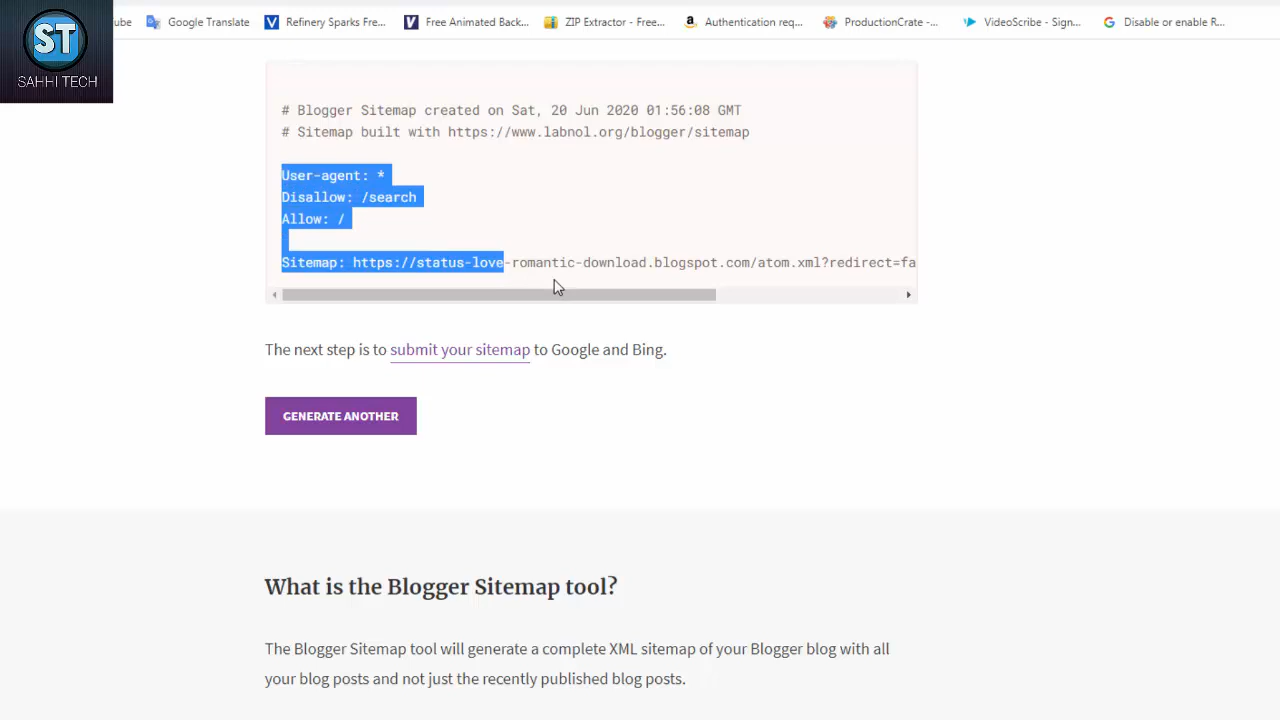 ST
SAHHI TECH
ube
Google Translate
Refinery Sparks Fre...
Free Animated Back...
ZIP Extractor - Free...
Authentication req...
ProductionCrate -...
VideoScribe - Sign...
Disable or enable R...
# Blogger Sitemap created on Sat, 20 Jun 2020 01:56:08 GMT
# Sitemap built with https://www.labnol.org/blogger/sitemap
User-agent: *
Disallow: /search
Allow: /
Sitemap: https://status-love-romantic-download.blogspot.com/atom.xml?redirect=fa
The next step is to submit your sitemap to Google and Bing.
GENERATE ANOTHER
What is the Blogger Sitemap tool?
The Blogger Sitemap tool will generate a complete XML sitemap of your Blogger blog with all
your blog posts and not just the recently published blog posts.